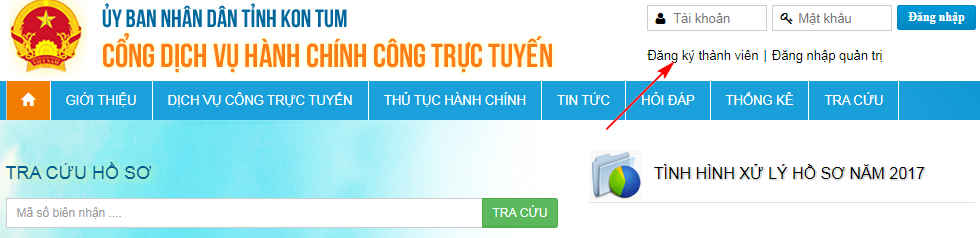 ỦY BAN NHÂN DÂN TỈNH KON TUM
CỔNG DỊCH VỤ HÀNH CHÍNH CÔNG TRỰC TUYẾN
Tài khoản
Mật khẩu
Đăng nhập
Đăng ký thành viên | Đăng nhập quản trị
GIỚI THIỆU
DỊCH VỤ CÔNG TRỰC TUYẾN
THỦ TỤC HÀNH CHÍNH
TIN TỨC
HỎI ĐÁP
THỐNG KÊ
TRA CỨU
TRA CỨU HỒ SƠ
Mã số biên nhận ....
TRA CỨU
TÌNH HÌNH XỬ LÝ HỒ SƠ NĂM 2017